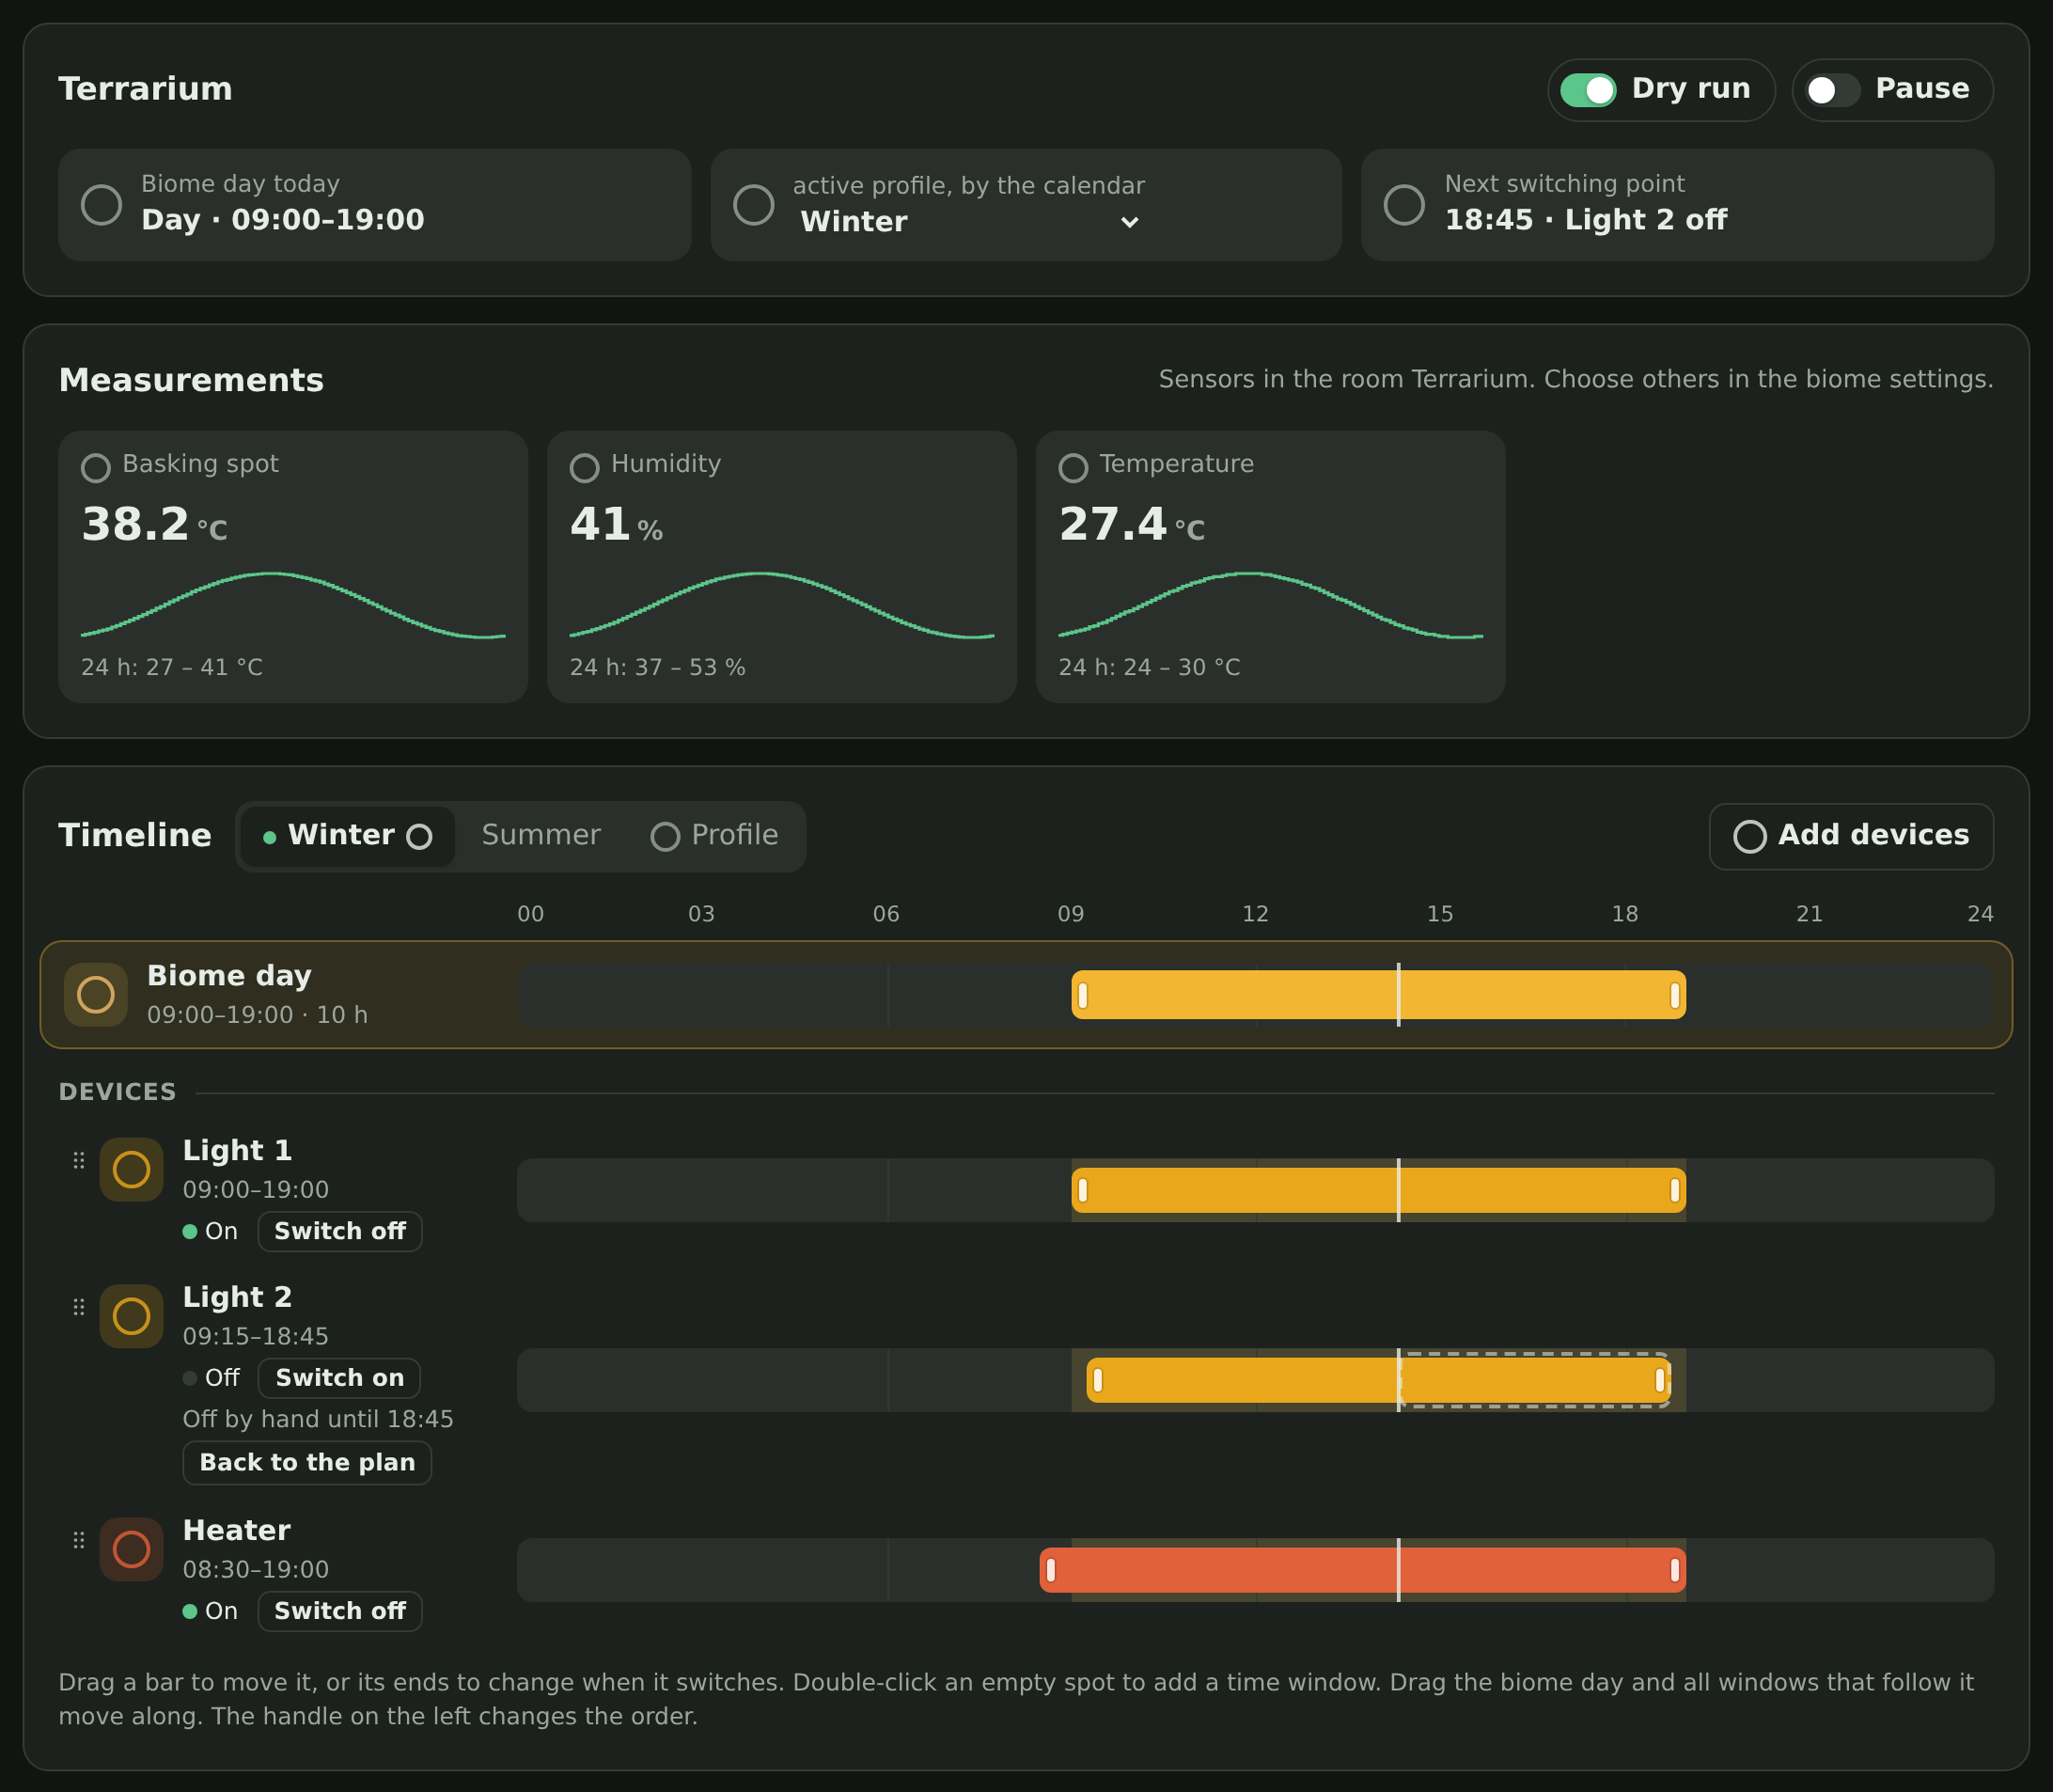 Terrarium
Dry run
Pause
Biome day today
Day · 09:00–19:00
active profile, by the calendar
Winter
Next switching point
18:45 · Light 2 off
Measurements
Sensors in the room Terrarium. Choose others in the biome settings.
Basking spot
38.2 °C
24 h: 27 – 41 °C
Humidity
41 %
24 h: 37 – 53 %
Temperature
27.4 °C
24 h: 24 – 30 °C
Timeline
Winter
Summer
Profile
Add devices
00 03 06 09 12 15 18 21 24
Biome day
09:00–19:00 · 10 h
DEVICES
Light 1
09:00–19:00
On
Switch off
Light 2
09:15–18:45
Off
Switch on
Off by hand until 18:45
Back to the plan
Heater
08:30–19:00
On
Switch off
Drag a bar to move it, or its ends to change when it switches. Double-click an empty spot to add a time window. Drag the biome day and all windows that follow it
move along. The handle on the left changes the order.